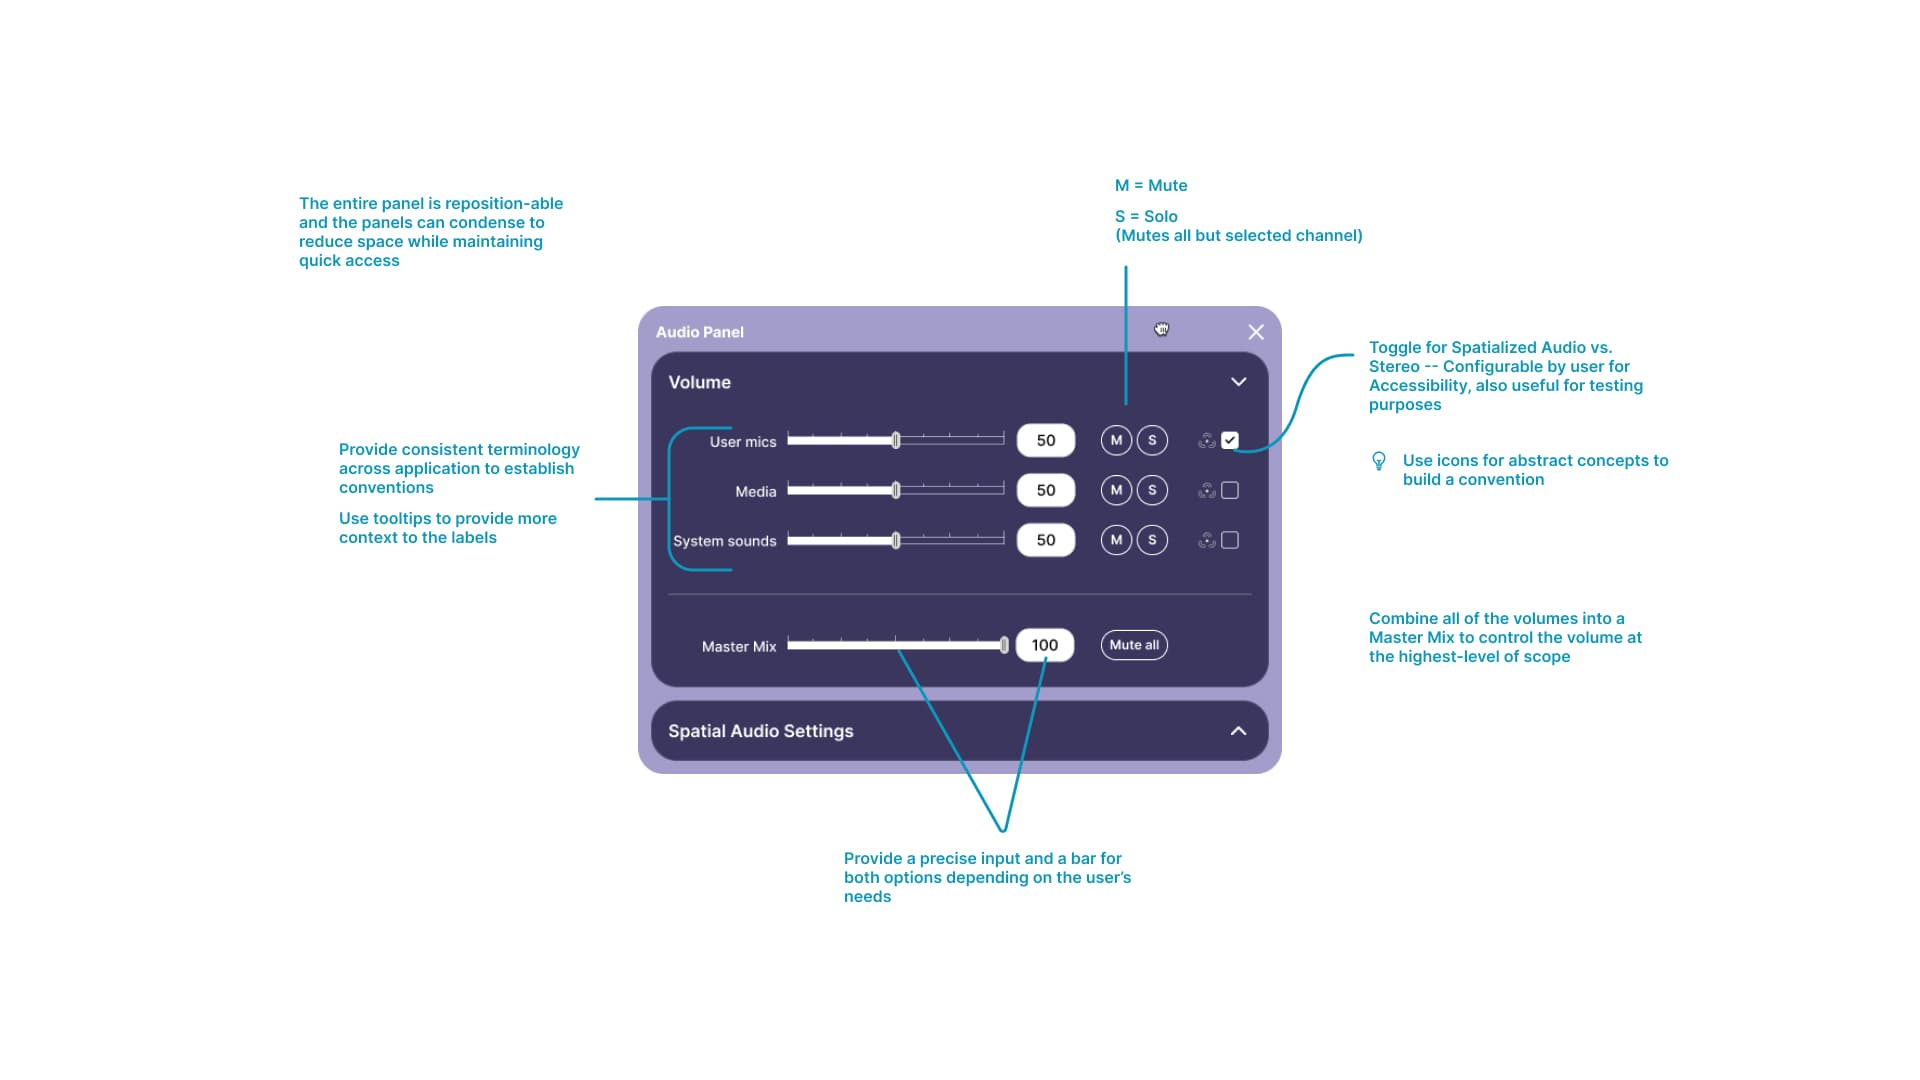 The entire panel is reposition-able
and the panels can condense to
reduce space while maintaining
quick access
M = Mute
S = Solo
(Mutes all but selected channel)
Audio Panel
Volume
User mics 50 M S
Media 50 M S
System sounds 50 M S
Master Mix 100 Mute all
Spatial Audio Settings
Provide consistent terminology
across application to establish
conventions
Use tooltips to provide more
context to the labels
Toggle for Spatialized Audio vs.
Stereo -- Configurable by user for
Accessibility, also useful for testing
purposes
Use icons for abstract concepts to
build a convention
Combine all of the volumes into a
Master Mix to control the volume at
the highest-level of scope
Provide a precise input and a bar for
both options depending on the user’s
needs